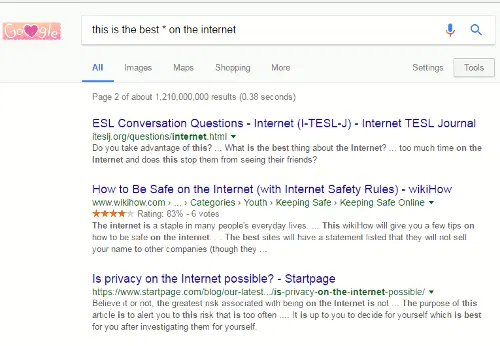 Google
this is the best * on the internet
All Images Maps Shopping More Settings Tools
Page 2 of about 1,210,000,000 results (0.38 seconds)
ESL Conversation Questions - Internet (I-TESL-J) - Internet TESL Journal
iteslj.org/questions/internet.html
Do you take advantage of this? ... What is the best thing about the Internet? ... too much time on the
Internet and does this stop them from seeing their friends?
How to Be Safe on the Internet (with Internet Safety Rules) - wikiHow
www.wikihow.com › ... › Categories › Youth › Keeping Safe › Keeping Safe Online
Rating: 83% - 6 votes
The internet is a staple in many people's everyday lives. ... This wikiHow will give you a few tips on
how to be safe on the internet. . . The best sites will have a statement listed that they will not sell
your name to other companies (though they ...
Is privacy on the Internet possible? - Startpage
https://www.startpage.com/blog/our-latest.../is-privacy-on-the-internet-possible/
Believe it or not, the greatest risk associated with being on the Internet is not ... The purpose of this
article is to alert you to this risk that is too often .... It is up to you to decide for yourself which is best
for you after investigating them for yourself.